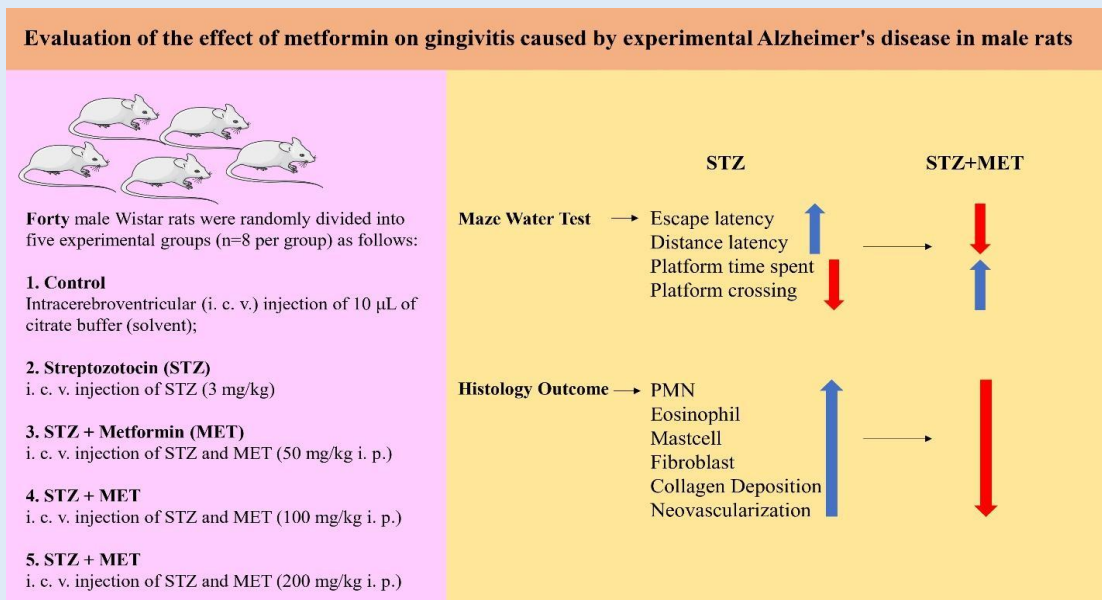 Evaluation of the effect of metformin on gingivitis caused by experimental Alzheimer's disease in male rats
Forty male Wistar rats were randomly divided into
five experimental groups (n=8 per group) as follows:
1. Control
Intracerebroventricular (i. c. v.) injection of 10 μL of
citrate buffer (solvent);
2. Streptozotocin (STZ)
i. c. v. injection of STZ (3 mg/kg)
3. STZ + Metformin (MET)
i. c. v. injection of STZ and MET (50 mg/kg i. p.)
4. STZ + MET
i. c. v. injection of STZ and MET (100 mg/kg i. p.)
5. STZ + MET
i. c. v. injection of STZ and MET (200 mg/kg i. p.)
STZ
STZ+MET
Maze Water Test
Escape latency
Distance latency
Platform time spent
Platform crossing
Histology Outcome
PMN
Eosinophil
Mastcell
Fibroblast
Collagen Deposition
Neovascularization